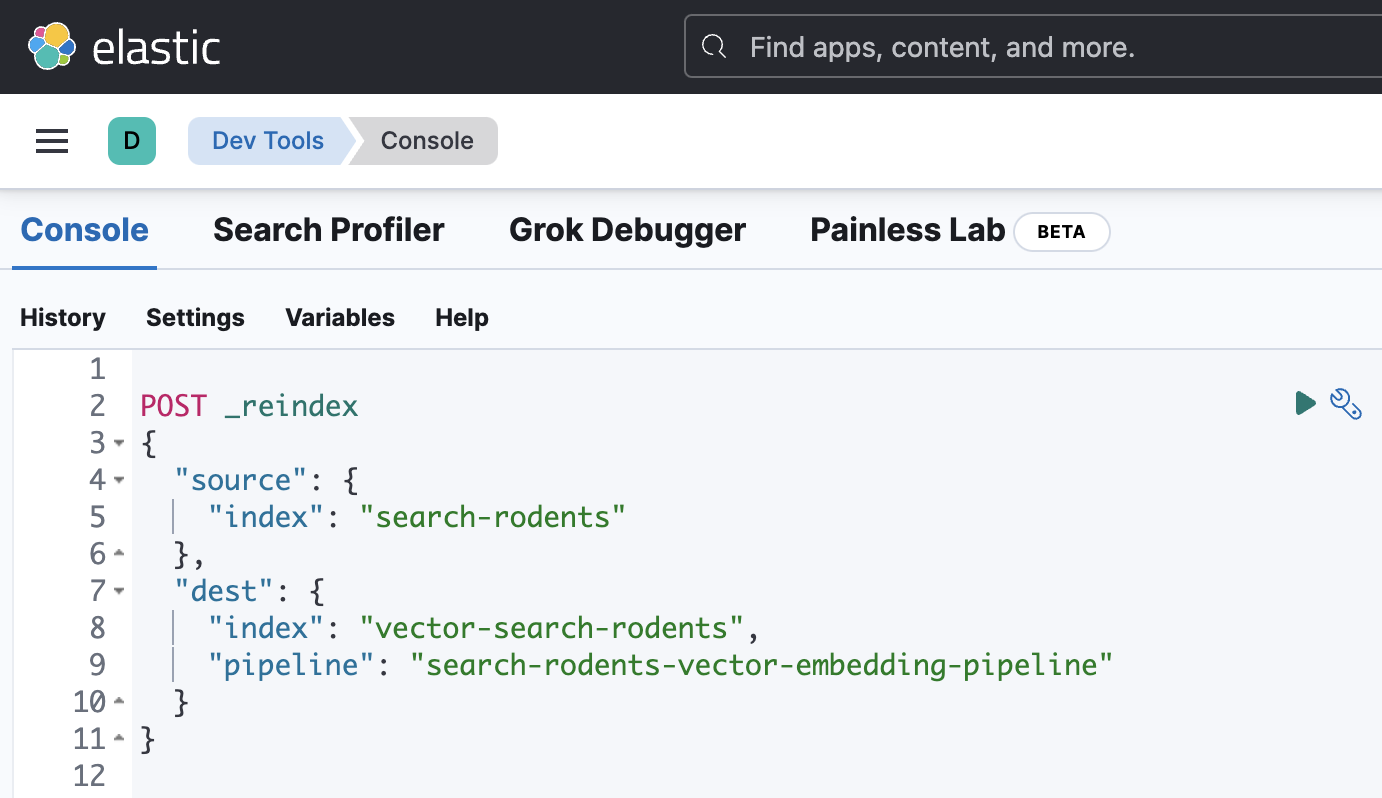 elastic
Find apps, content, and more.
D
Dev Tools
Console
Console
Search Profiler
Grok Debugger
Painless Lab
BETA
History
Settings
Variables
Help
1
2 POST _reindex
3 {
4   "source": {
5     "index": "search-rodents"
6   },
7   "dest": {
8     "index": "vector-search-rodents",
9     "pipeline": "search-rodents-vector-embedding-pipeline"
10   }
11 }
12